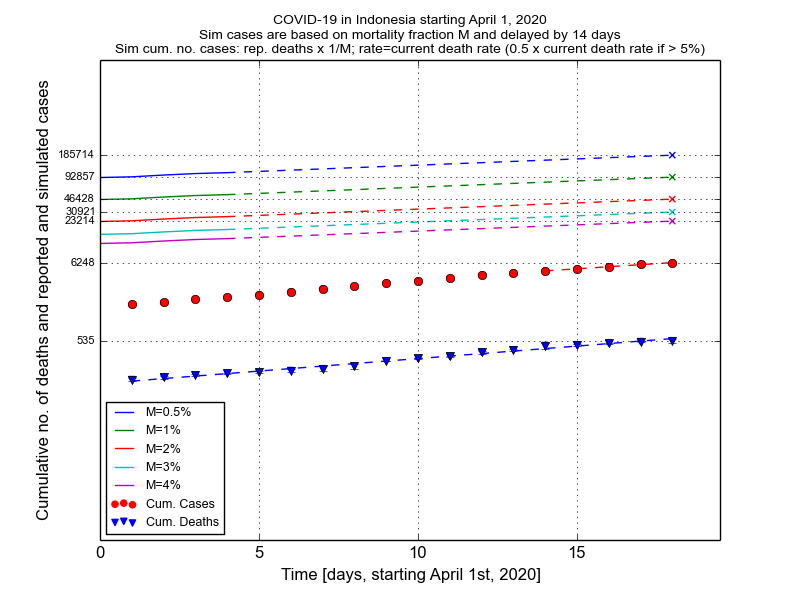 COVID-19 in Indonesia starting April 1, 2020
Sim cases are based on mortality fraction M and delayed by 14 days
Sim cum. no. cases: rep. deaths x 1/M; rate=current death rate (0.5 x current death rate if > 5%)
Cumulative no. of deaths and reported and simulated cases
185714
92857
46428
30921
23214
6248
535
M=0.5%
M=1%
M=2%
M=3%
M=4%
Cum. Cases
Cum. Deaths
0
5
10
15
Time [days, starting April 1st, 2020]